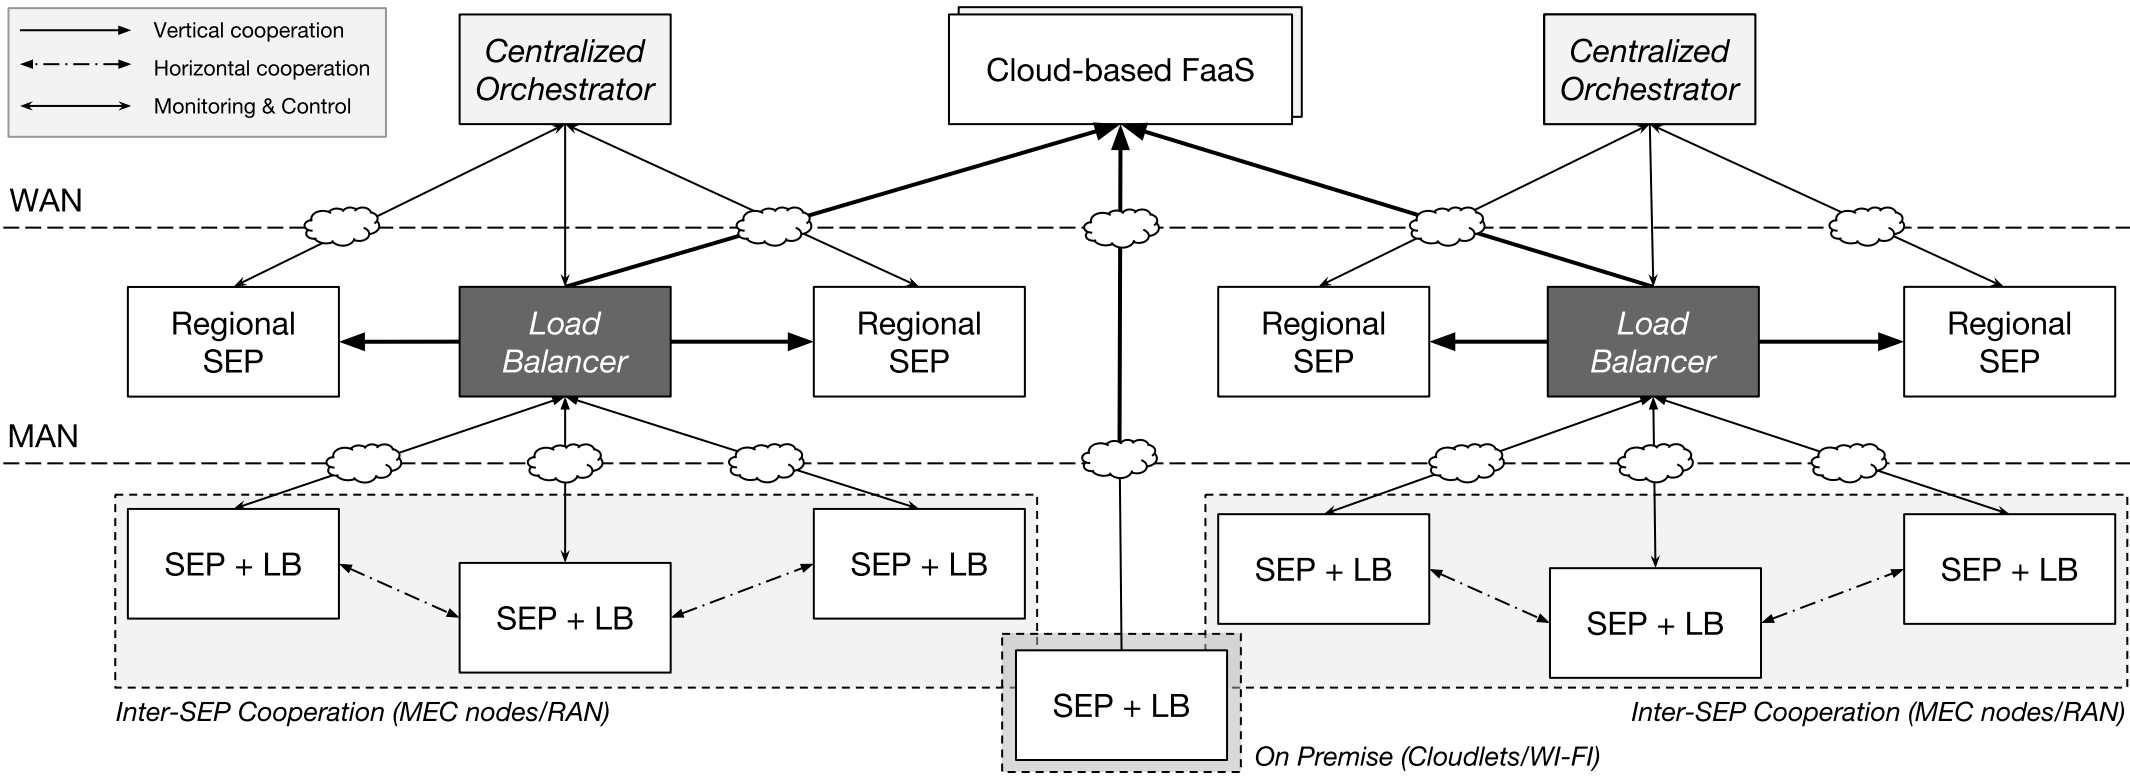 Vertical cooperation
Horizontal cooperation
Monitoring & Control
Centralized
Orchestrator
Cloud-based FaaS
Centralized
Orchestrator
WAN
Regional
SEP
Load
Balancer
Regional
SEP
Regional
SEP
Load
Balancer
Regional
SEP
MAN
SEP + LB
SEP + LB
SEP + LB
SEP + LB
SEP + LB
SEP + LB
SEP + LB
Inter-SEP Cooperation (MEC nodes/RAN)
Inter-SEP Cooperation (MEC nodes/RAN)
On Premise (Cloudlets/WI-FI)